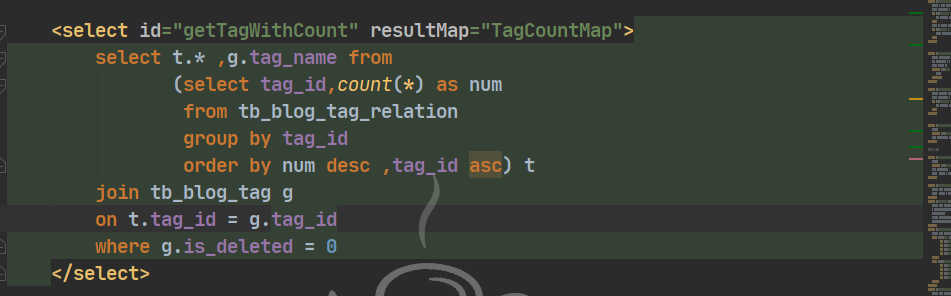 <select id="getTagWithCount" resultMap="TagCountMap">
select t.* ,g.tag_name from
(select tag_id,count(*) as num
from tb_blog_tag_relation
group by tag_id
order by num desc ,tag_id asc) t
join tb_blog_tag g
on t.tag_id = g.tag_id
where g.is_deleted = 0
</select>